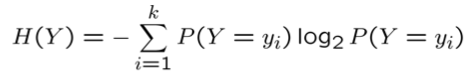 H(Y) = − ∑_{i=1}^{k} P(Y = y_i) log_2 P(Y = y_i)